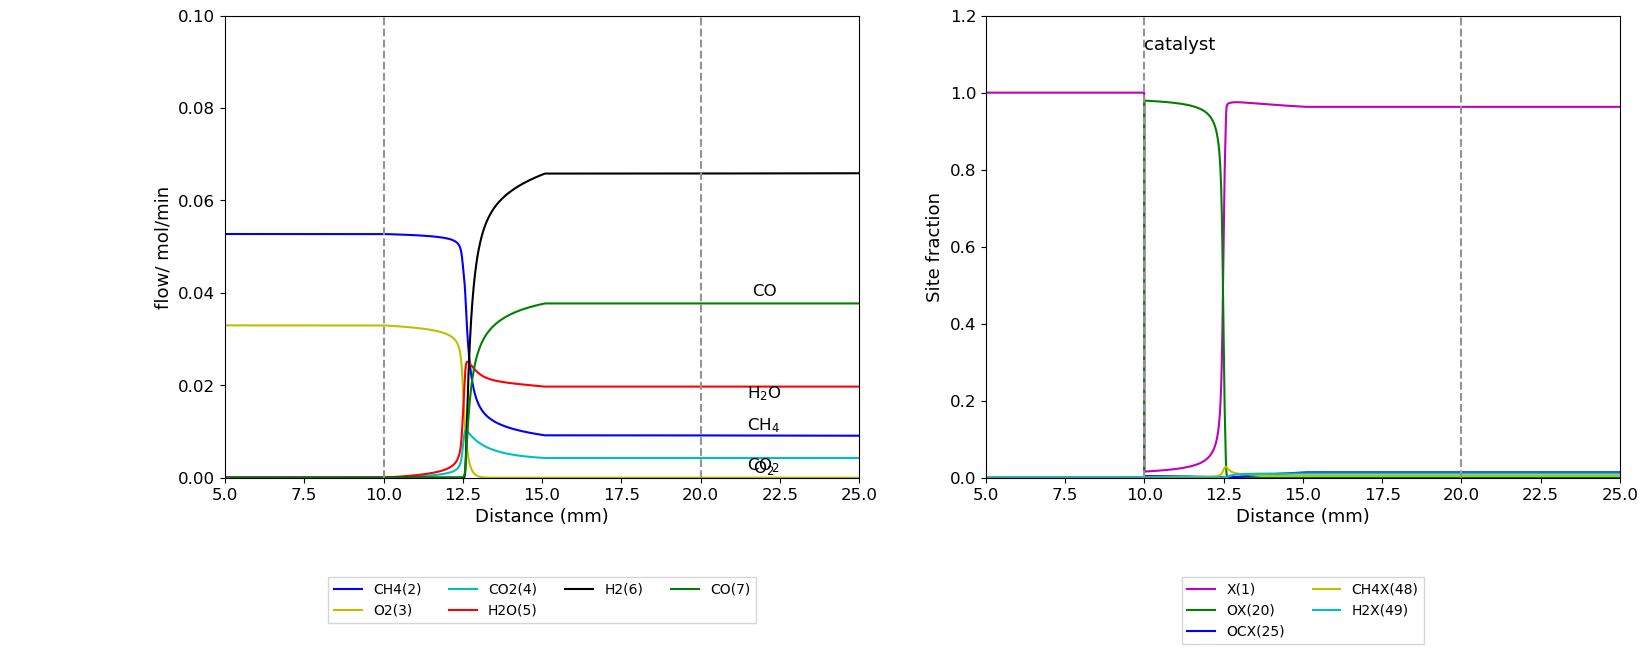 0.10
0.08
0.06
0.04
0.02
0.00
flow/ mol/min
CO
H₂O
CH₄
CO₂
O₂
5.0 7.5 10.0 12.5 15.0 17.5 20.0 22.5 25.0
Distance (mm)
CH4(2) CO2(4) H2(6) CO(7)
O2(3) H2O(5)
1.2
1.0
0.8
0.6
0.4
0.2
0.0
Site fraction
catalyst
5.0 7.5 10.0 12.5 15.0 17.5 20.0 22.5 25.0
Distance (mm)
X(1) CH4X(48)
OX(20) H2X(49)
OCX(25)